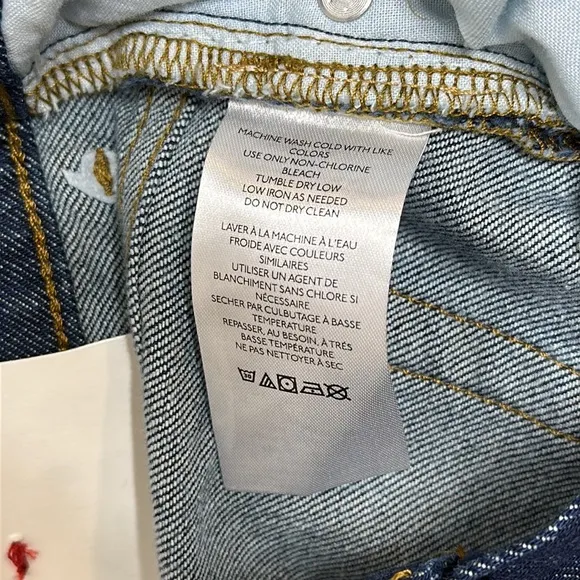 MACHINE WASH COLD WITH LIKE
COLORS
USE ONLY NON-CHLORINE
BLEACH
TUMBLE DRY LOW
LOW IRON AS NEEDED
DO NOT DRY CLEAN
LAVER À LA MACHINE À L'EAU
FROIDE AVEC COULEURS
SIMILAIRES
UTILISER UN AGENT DE
BLANCHIMENT SANS CHLORE SI
NÉCESSAIRE
SECHER PAR CULBUTAGE À BASSE
TEMPERATURE
REPASSER, AU BESOIN, À TRÈS
BASSE TEMPÉRATURE
NE PAS NETTOYER À SEC